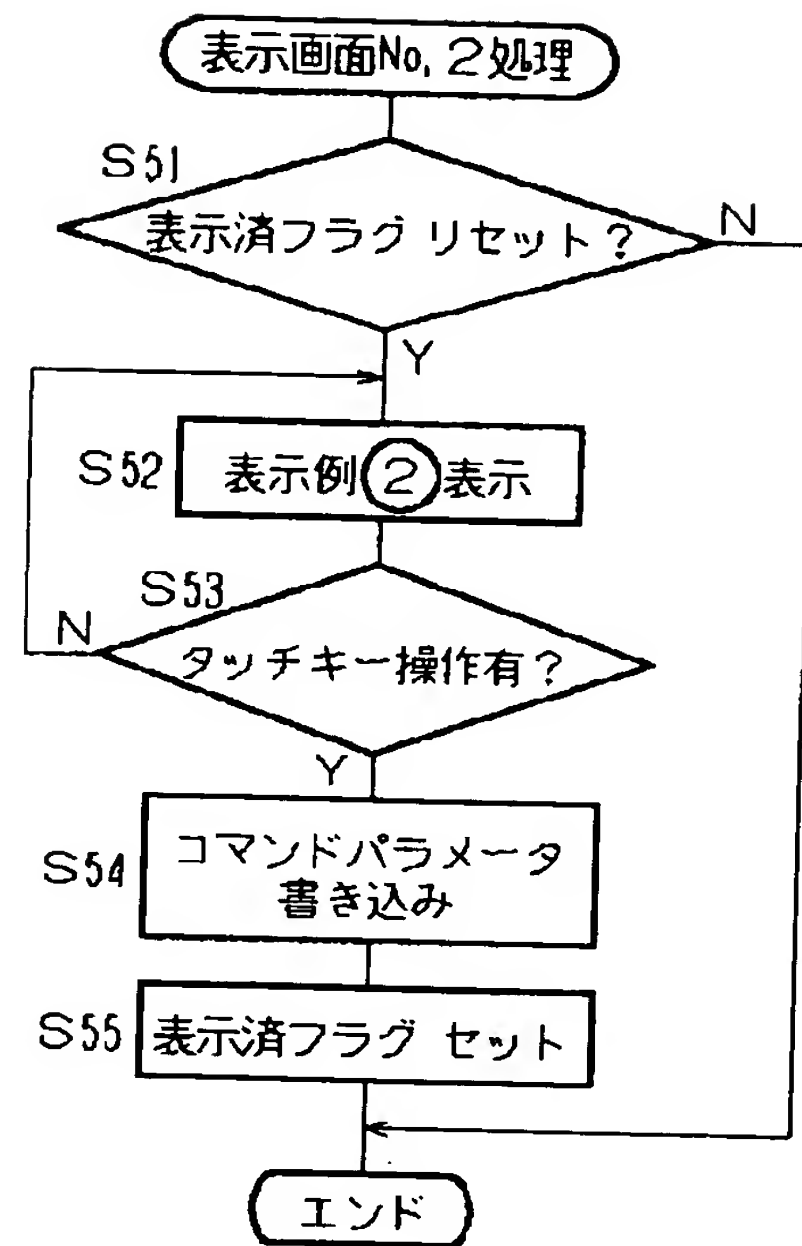 表示画面No. 2処理
S51
表示済フラグ リセット?
N
Y
S52
表示例②表示
S53
N
タッチキー操作有?
Y
S54
コマンドパラメータ
書き込み
S55
表示済フラグ セット
エンド